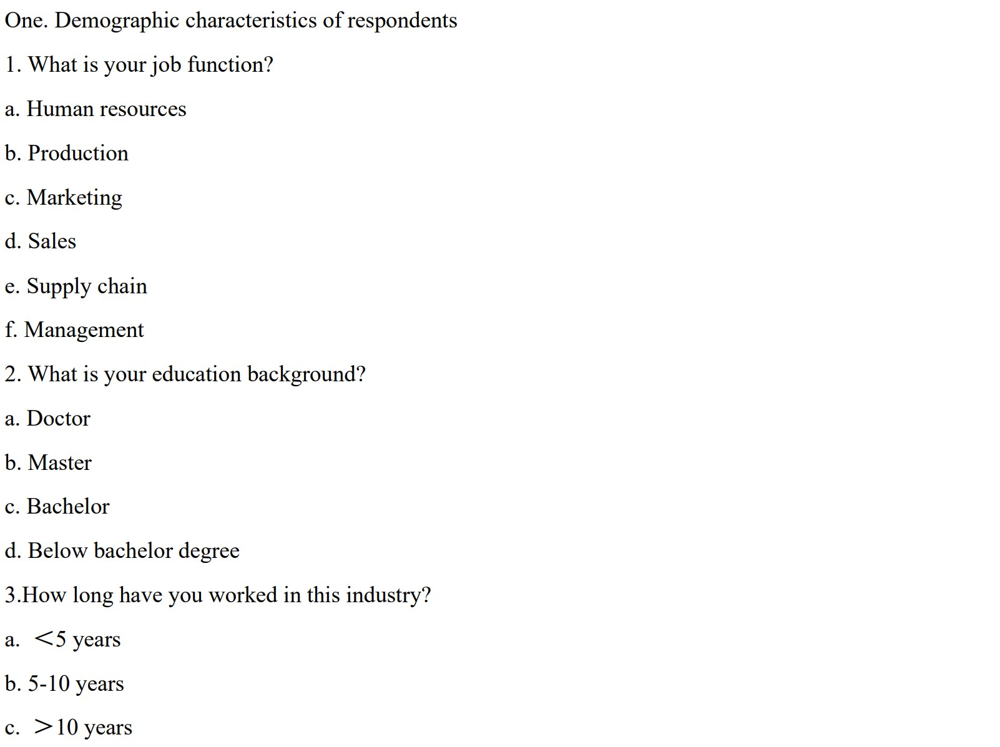 One. Demographic characteristics of respondents
1. What is your job function?
a. Human resources
b. Production
c. Marketing
d. Sales
e. Supply chain
f. Management
2. What is your education background?
a. Doctor
b. Master
c. Bachelor
d. Below bachelor degree
3.How long have you worked in this industry?
a. ＜5 years
b. 5-10 years
c. ＞10 years